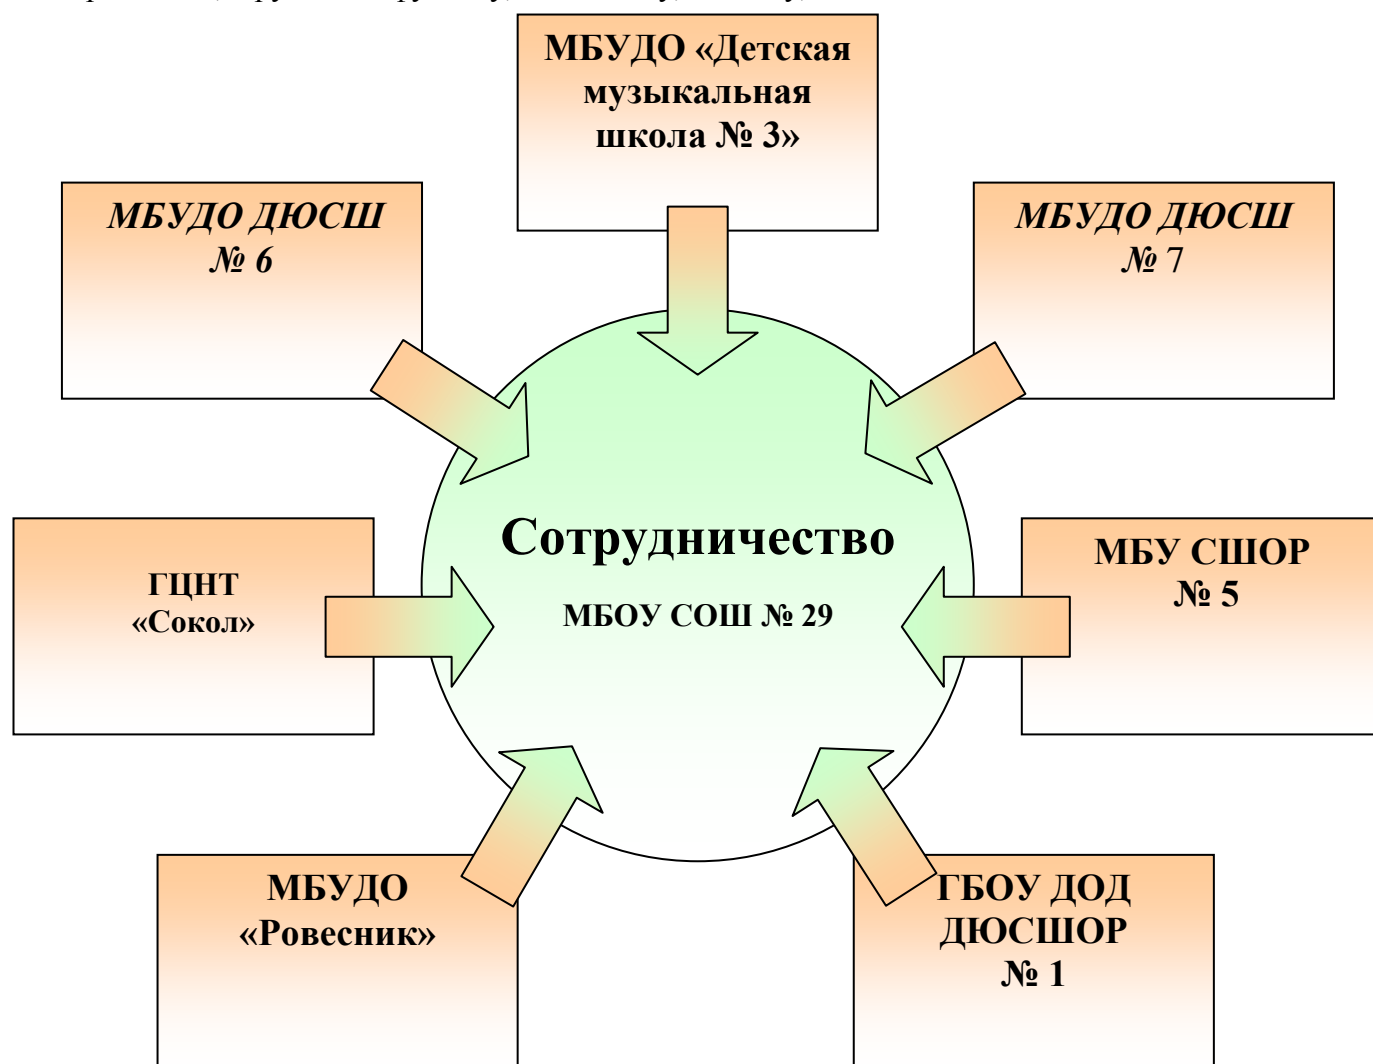 МБУДО «Детская
музыкальная
школа № 3»
МБУДО ДЮСШ
№ 6
МБУДО ДЮСШ
№ 7
Сотрудничество
МБОУ СОШ № 29
ГЦНТ
«Сокол»
МБУ СШОР
№ 5
МБУДО
«Ровесник»
ГБОУ ДОД
ДЮСШОР
№ 1